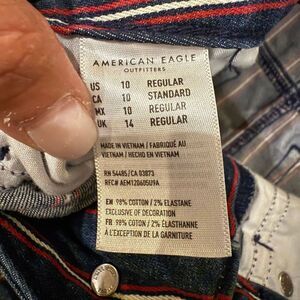 AMERICAN EAGLE
OUTFITTERS
US 10 REGULAR
CA 10 STANDARD
MX 10 REGULAR
UK 14 REGULAR
MADE IN VIETNAM / FABRIQUÉ AU
VIETNAM / HECHO EN VIETNAM
RN 54485/CA 03873
RFC# AEM120605U9A
EN 98% COTTON / 2% ELASTANE
EXCLUSIVE OF DECORATION
FR 98% COTON / 2% ÉLASTHANNE
À L'EXCEPTION DE LA GARNITURE